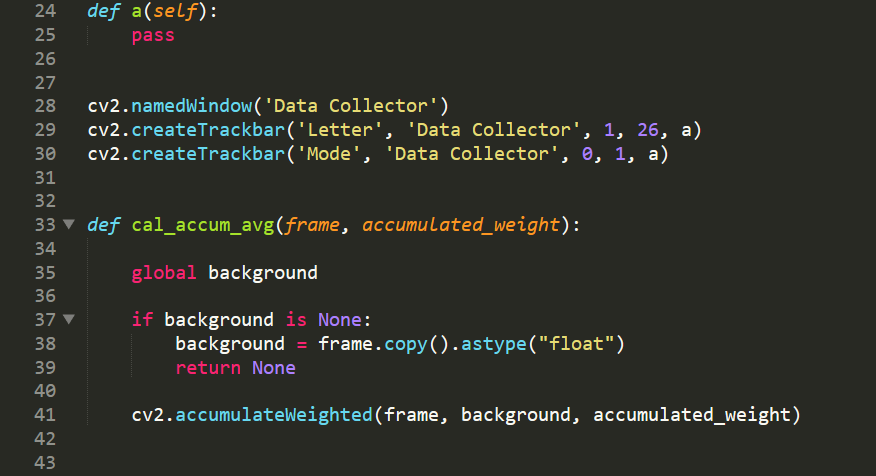 24 def a(self):
25     pass
26
27
28 cv2.namedWindow('Data Collector')
29 cv2.createTrackbar('Letter', 'Data Collector', 1, 26, a)
30 cv2.createTrackbar('Mode', 'Data Collector', 0, 1, a)
31
32
33 def cal_accum_avg(frame, accumulated_weight):
34
35     global background
36
37     if background is None:
38         background = frame.copy().astype("float")
39         return None
40
41     cv2.accumulateWeighted(frame, background, accumulated_weight)
42
43